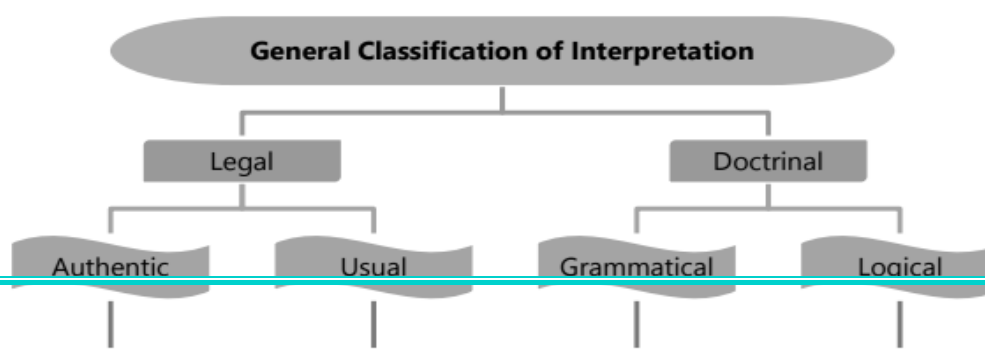 General Classification of Interpretation
Legal
Doctrinal
Authentic
Usual
Grammatical
Logical